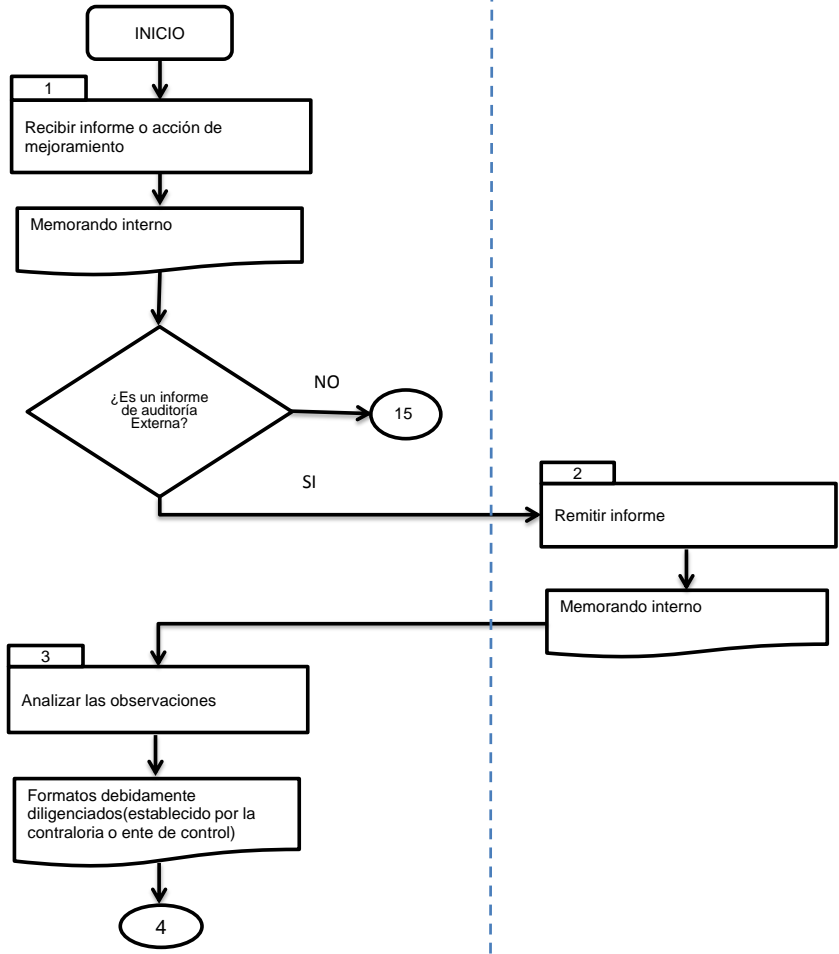 INICIO
1
Recibir informe o acción de
mejoramiento
Memorando interno
¿Es un informe
de auditoría
Externa?
NO
15
SI
2
Remitir informe
Memorando interno
3
Analizar las observaciones
Formatos debidamente
diligenciados(establecido por la
contraloria o ente de control)
4